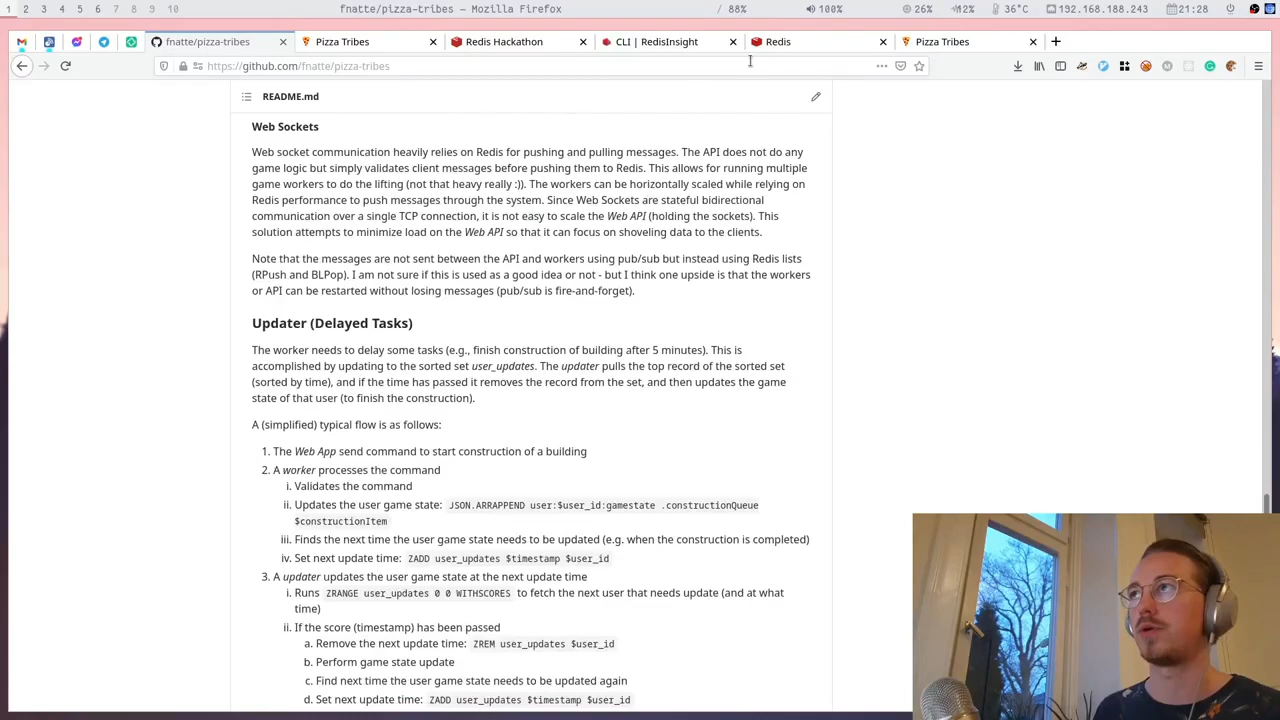 1 2 3 4 5 6 7 8 9 10 fnatte/pizza-tribes — Mozilla Firefox / 88% 100% 26% 12% 36°C 192.168.188.243 21:28
fnatte/pizza-tribes Pizza Tribes Redis Hackathon CLI | RedisInsight Redis Pizza Tribes
https://github.com/fnatte/pizza-tribes
README.md
Web Sockets
Web socket communication heavily relies on Redis for pushing and pulling messages. The API does not do any
game logic but simply validates client messages before pushing them to Redis. This allows for running multiple
game workers to do the lifting (not that heavy really :)). The workers can be horizontally scaled while relying on
Redis performance to push messages through the system. Since Web Sockets are stateful bidirectional
communication over a single TCP connection, it is not easy to scale the Web API (holding the sockets). This
solution attempts to minimize load on the Web API so that it can focus on shoveling data to the clients.
Note that the messages are not sent between the API and workers using pub/sub but instead using Redis lists
(RPush and BLPop). I am not sure if this is used as a good idea or not - but I think one upside is that the workers
or API can be restarted without losing messages (pub/sub is fire-and-forget).
Updater (Delayed Tasks)
The worker needs to delay some tasks (e.g., finish construction of building after 5 minutes). This is
accomplished by updating to the sorted set user_updates. The updater pulls the top record of the sorted set
(sorted by time), and if the time has passed it removes the record from the set, and then updates the game
state of that user (to finish the construction).
A (simplified) typical flow is as follows:
1. The Web App send command to start construction of a building
2. A worker processes the command
i. Validates the command
ii. Updates the user game state: JSON.ARRAPPEND user:$user_id:gamestate .constructionQueue
$constructionItem
iii. Finds the next time the user game state needs to be updated (e.g. when the construction is completed)
iv. Set next update time: ZADD user_updates $timestamp $user_id
3. A updater updates the user game state at the next update time
i. Runs ZRANGE user_updates 0 0 WITHSCORES to fetch the next user that needs update (and at what
time)
ii. If the score (timestamp) has been passed
a. Remove the next update time: ZREM user_updates $user_id
b. Perform game state update
c. Find next time the user game state needs to be updated again
d. Set next update time: ZADD user_updates $timestamp $user_id